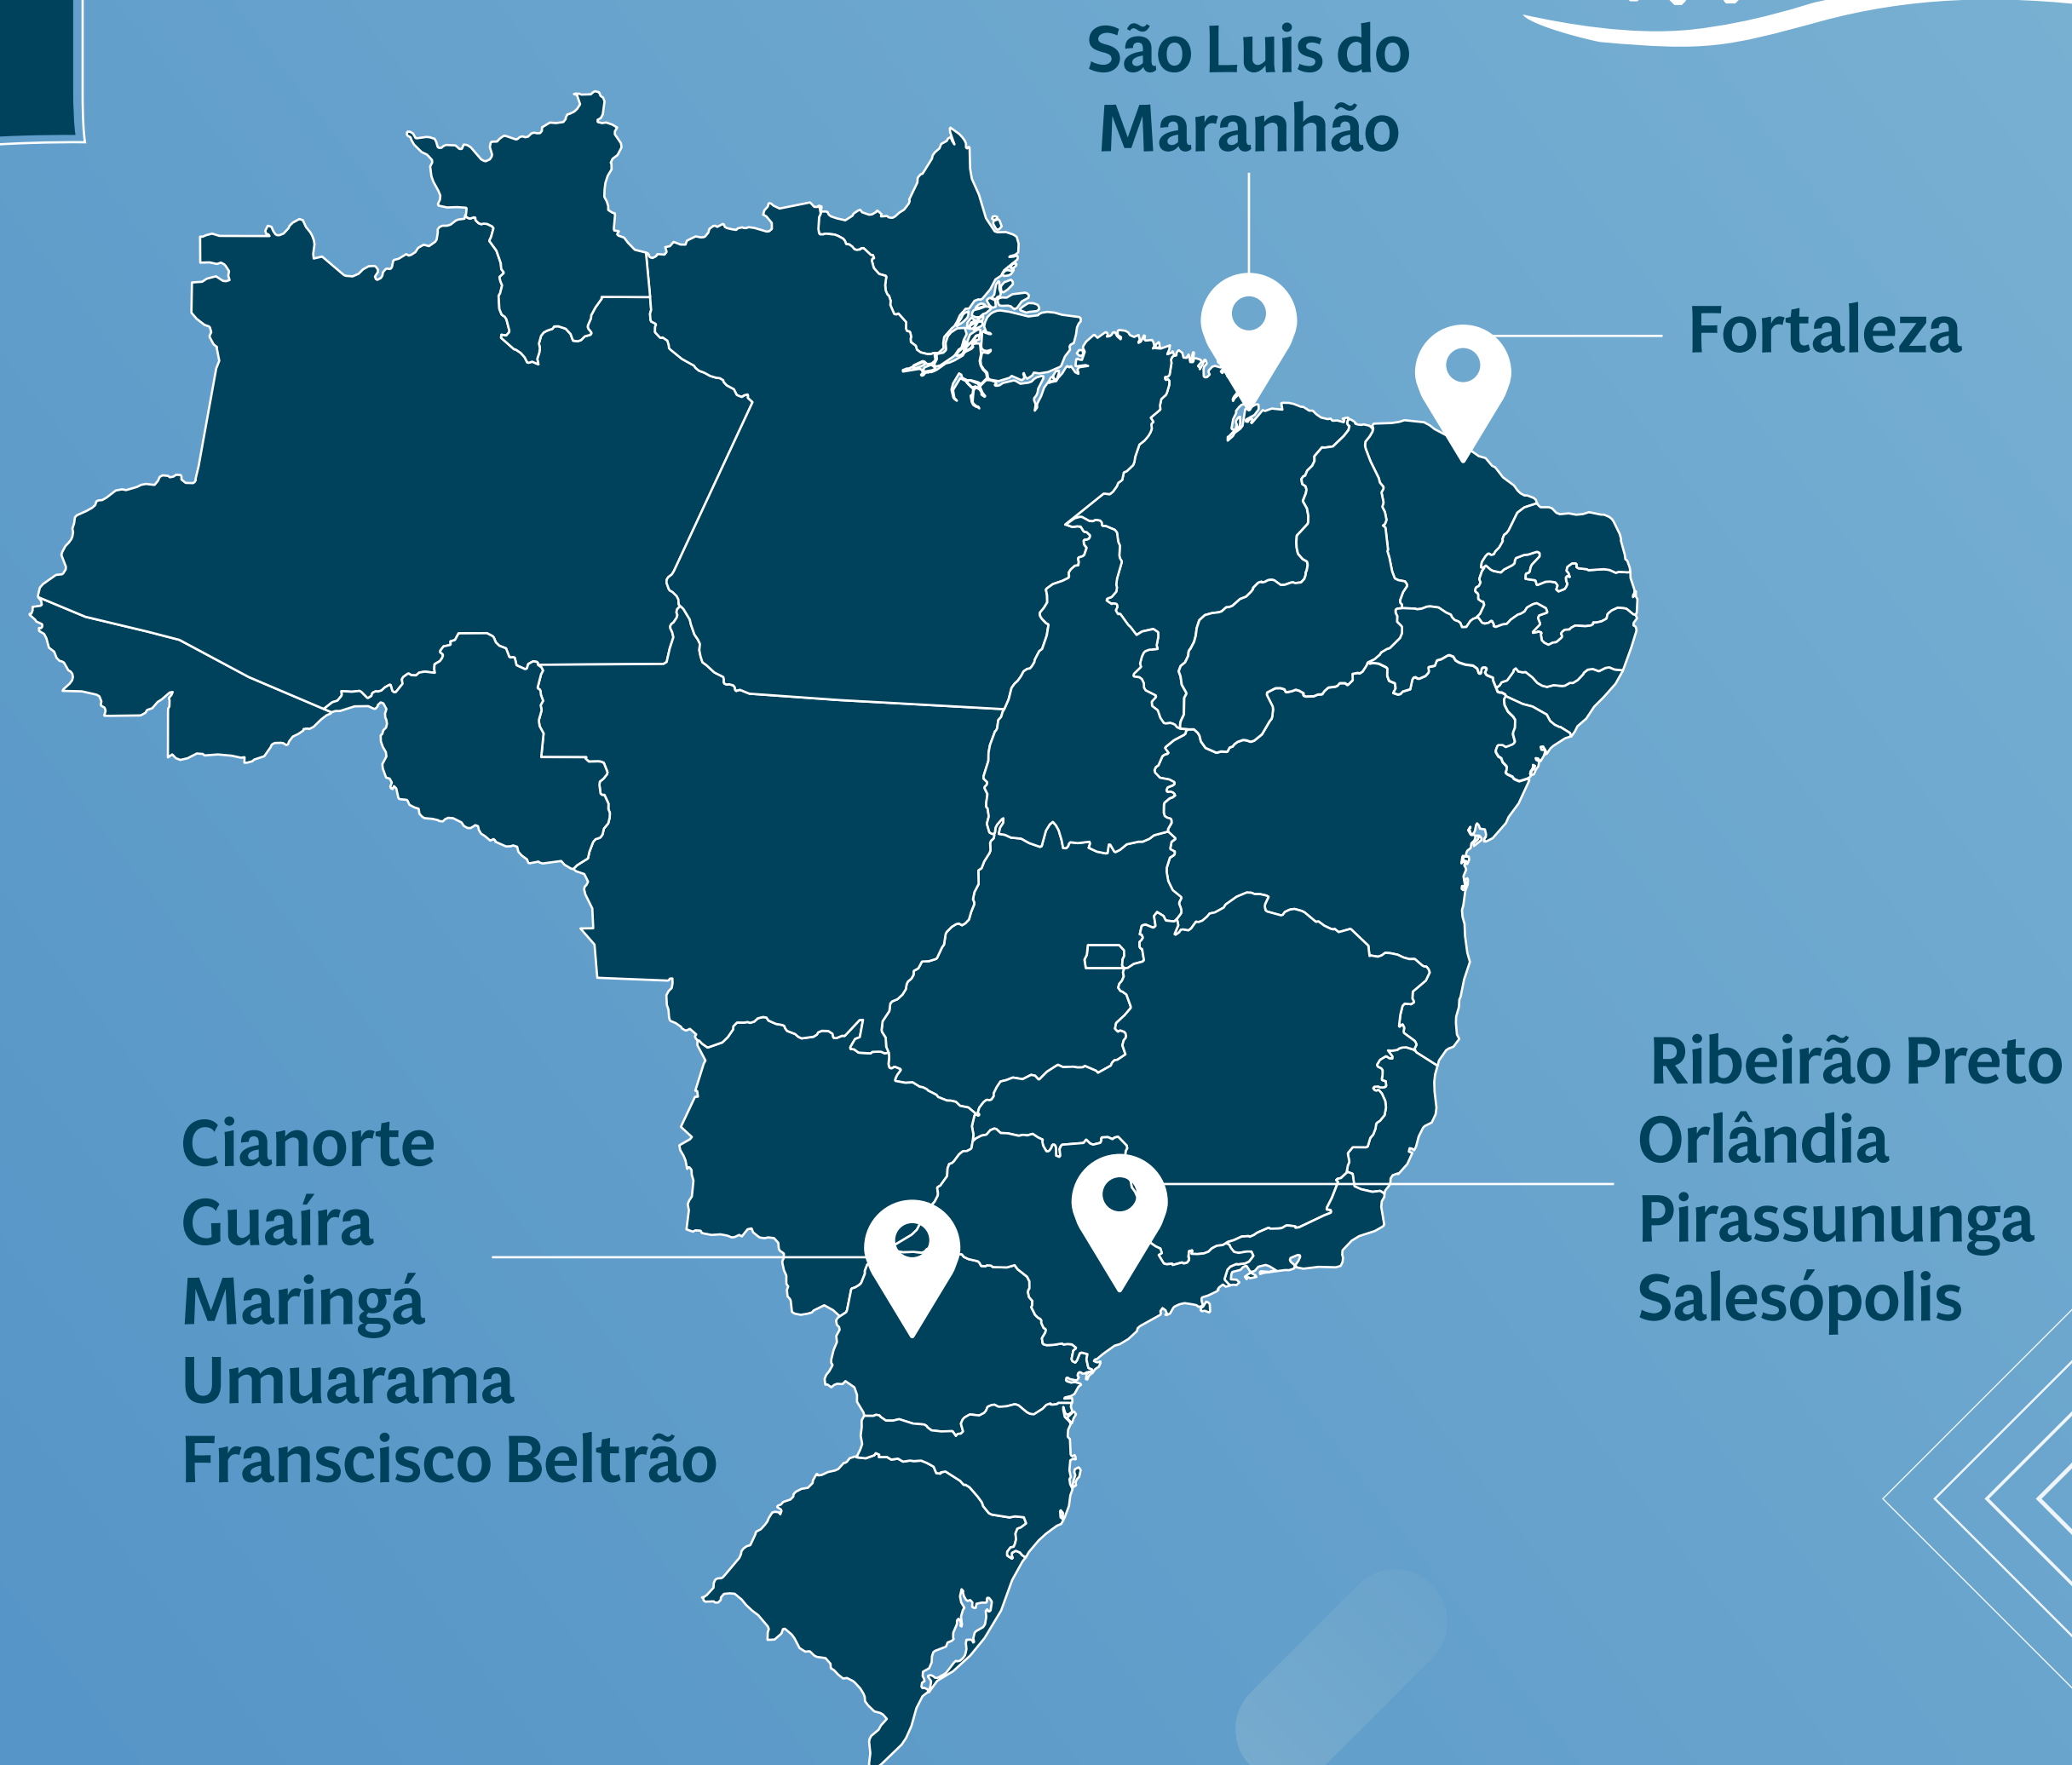 São Luis do
Maranhão
Fortaleza
Ribeirão Preto
Orlândia
Pirassununga
Salesópolis
Cianorte
Guaíra
Maringá
Umuarama
Franscisco Beltrão